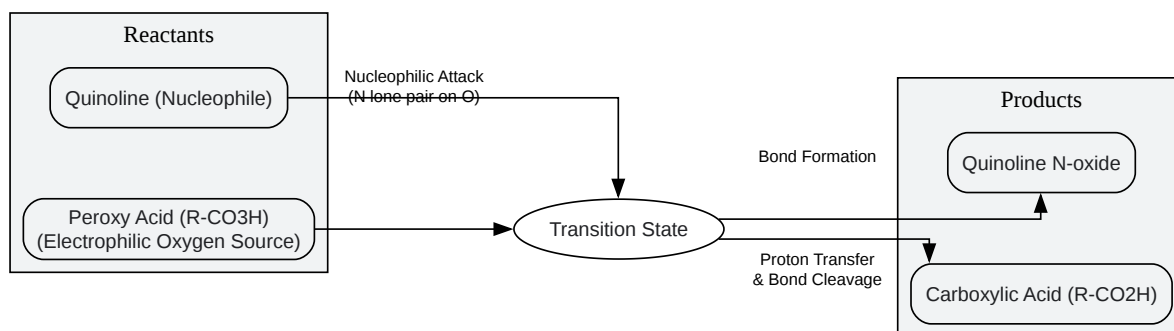 Reactants
Quinoline (Nucleophile)
Nucleophilic Attack
(N lone pair on O)
Peroxy Acid (R-CO3H)
(Electrophilic Oxygen Source)
Transition State
Bond Formation
Proton Transfer
& Bond Cleavage
Products
Quinoline N-oxide
Carboxylic Acid (R-CO2H)